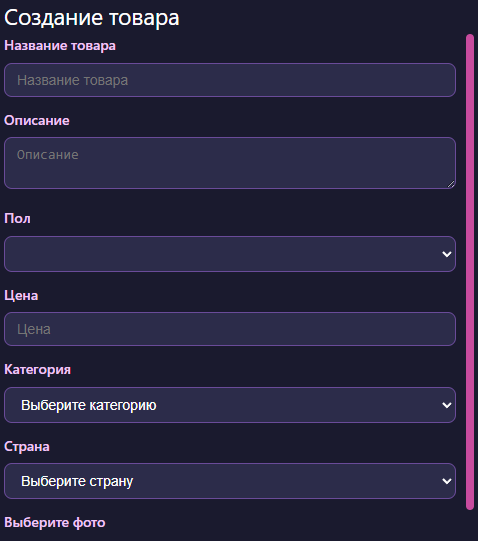 Создание товара
Название товара
Название товара
Описание
Описание
Пол
Цена
Цена
Категория
Выберите категорию
Страна
Выберите страну
Выберите фото